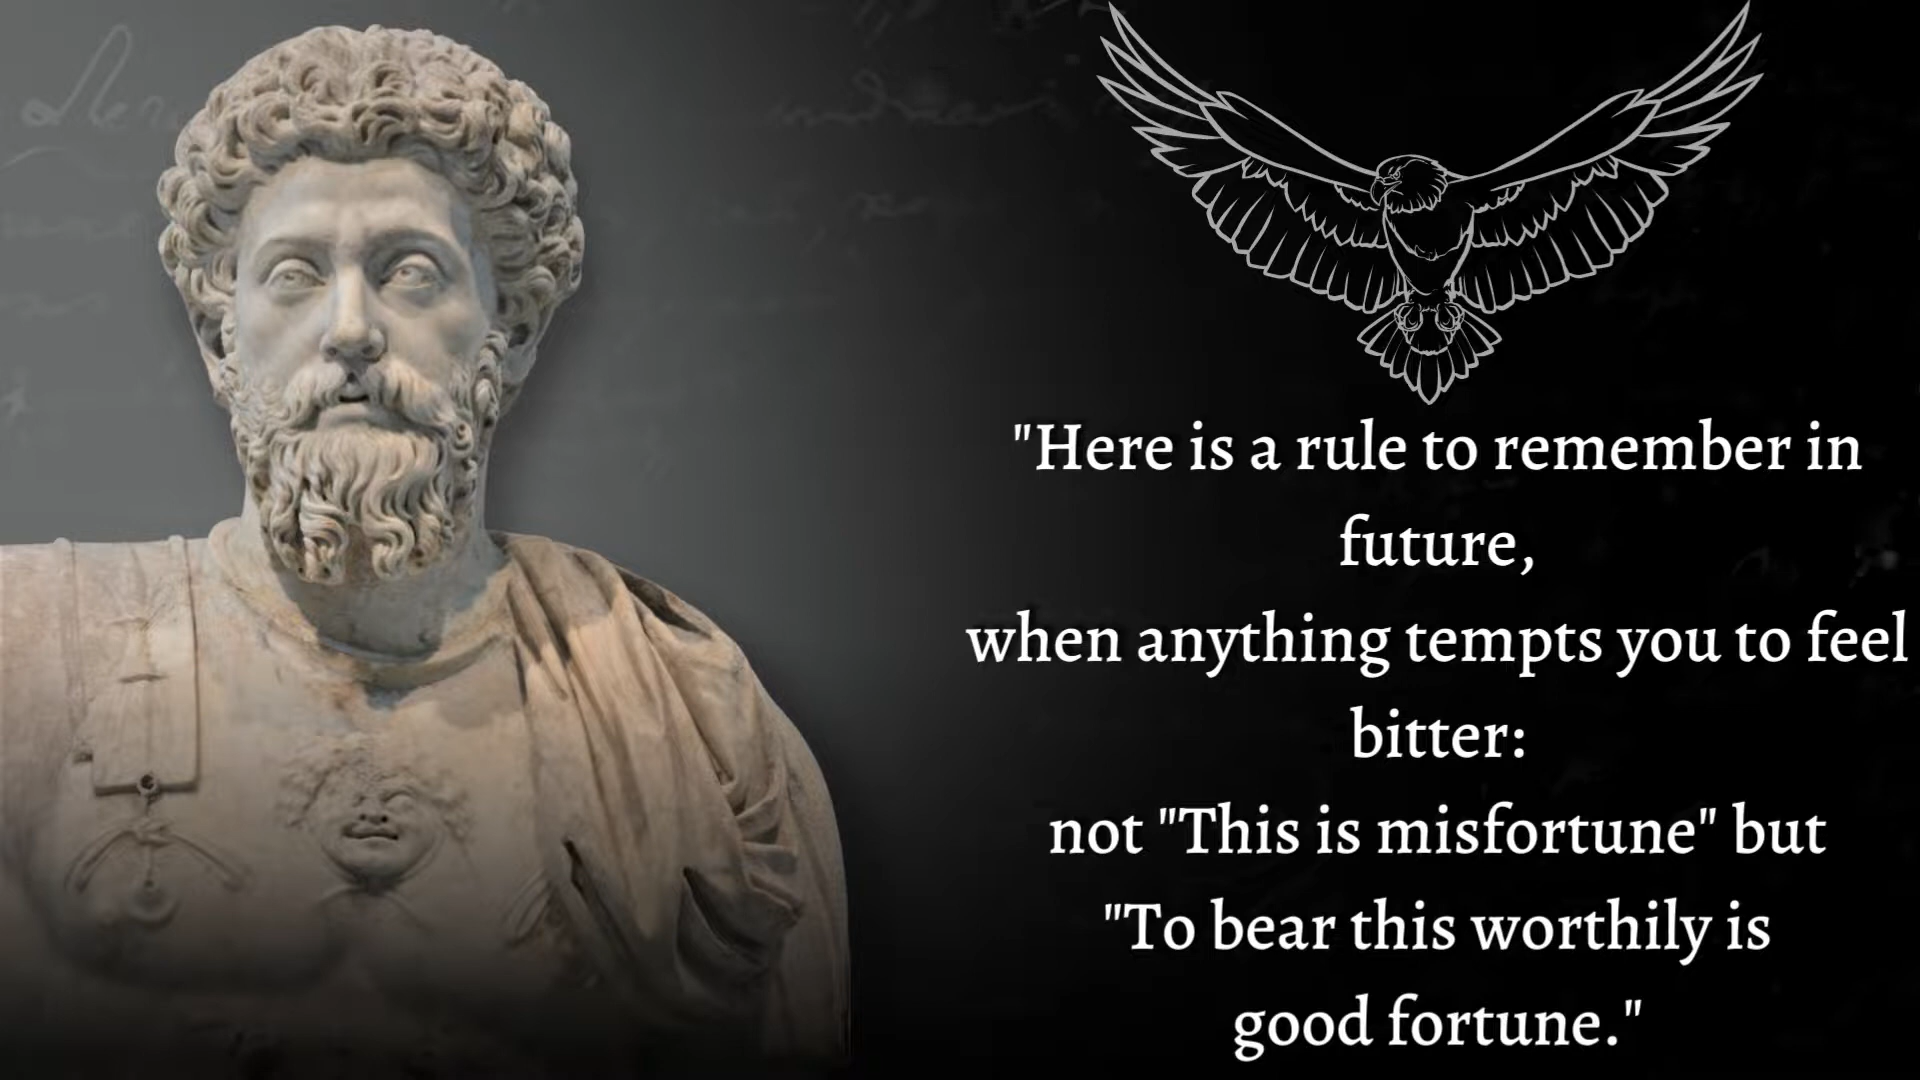 "Here is a rule to remember in
future,
when anything tempts you to feel
bitter:
not "This is misfortune" but
"To bear this worthily is
good fortune."